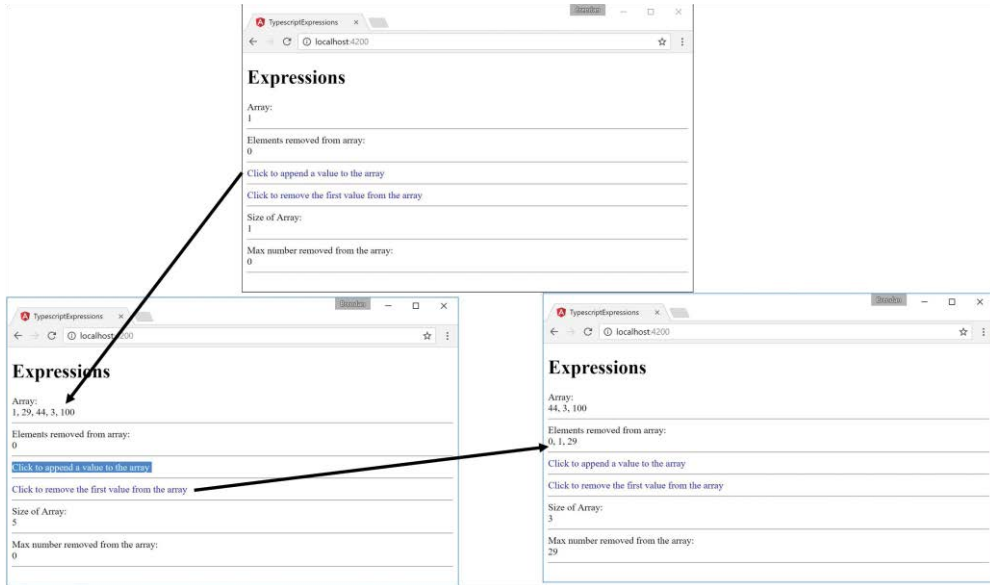 TypescriptExpressions
localhost:4200
Expressions
Array:
1
Elements removed from array:
0
Click to append a value to the array
Click to remove the first value from the array
Size of Array:
1
Max number removed from the array:
0
Brendan
TypescriptExpressions
localhost:4200
Expressions
Array:
1, 29, 44, 3, 100
Elements removed from array:
0
Click to append a value to the array
Click to remove the first value from the array
Size of Array:
5
Max number removed from the array:
0
TypescriptExpressions
localhost:4200
Expressions
Array:
44, 3, 100
Elements removed from array:
0, 1, 29
Click to append a value to the array
Click to remove the first value from the array
Size of Array:
3
Max number removed from the array:
29